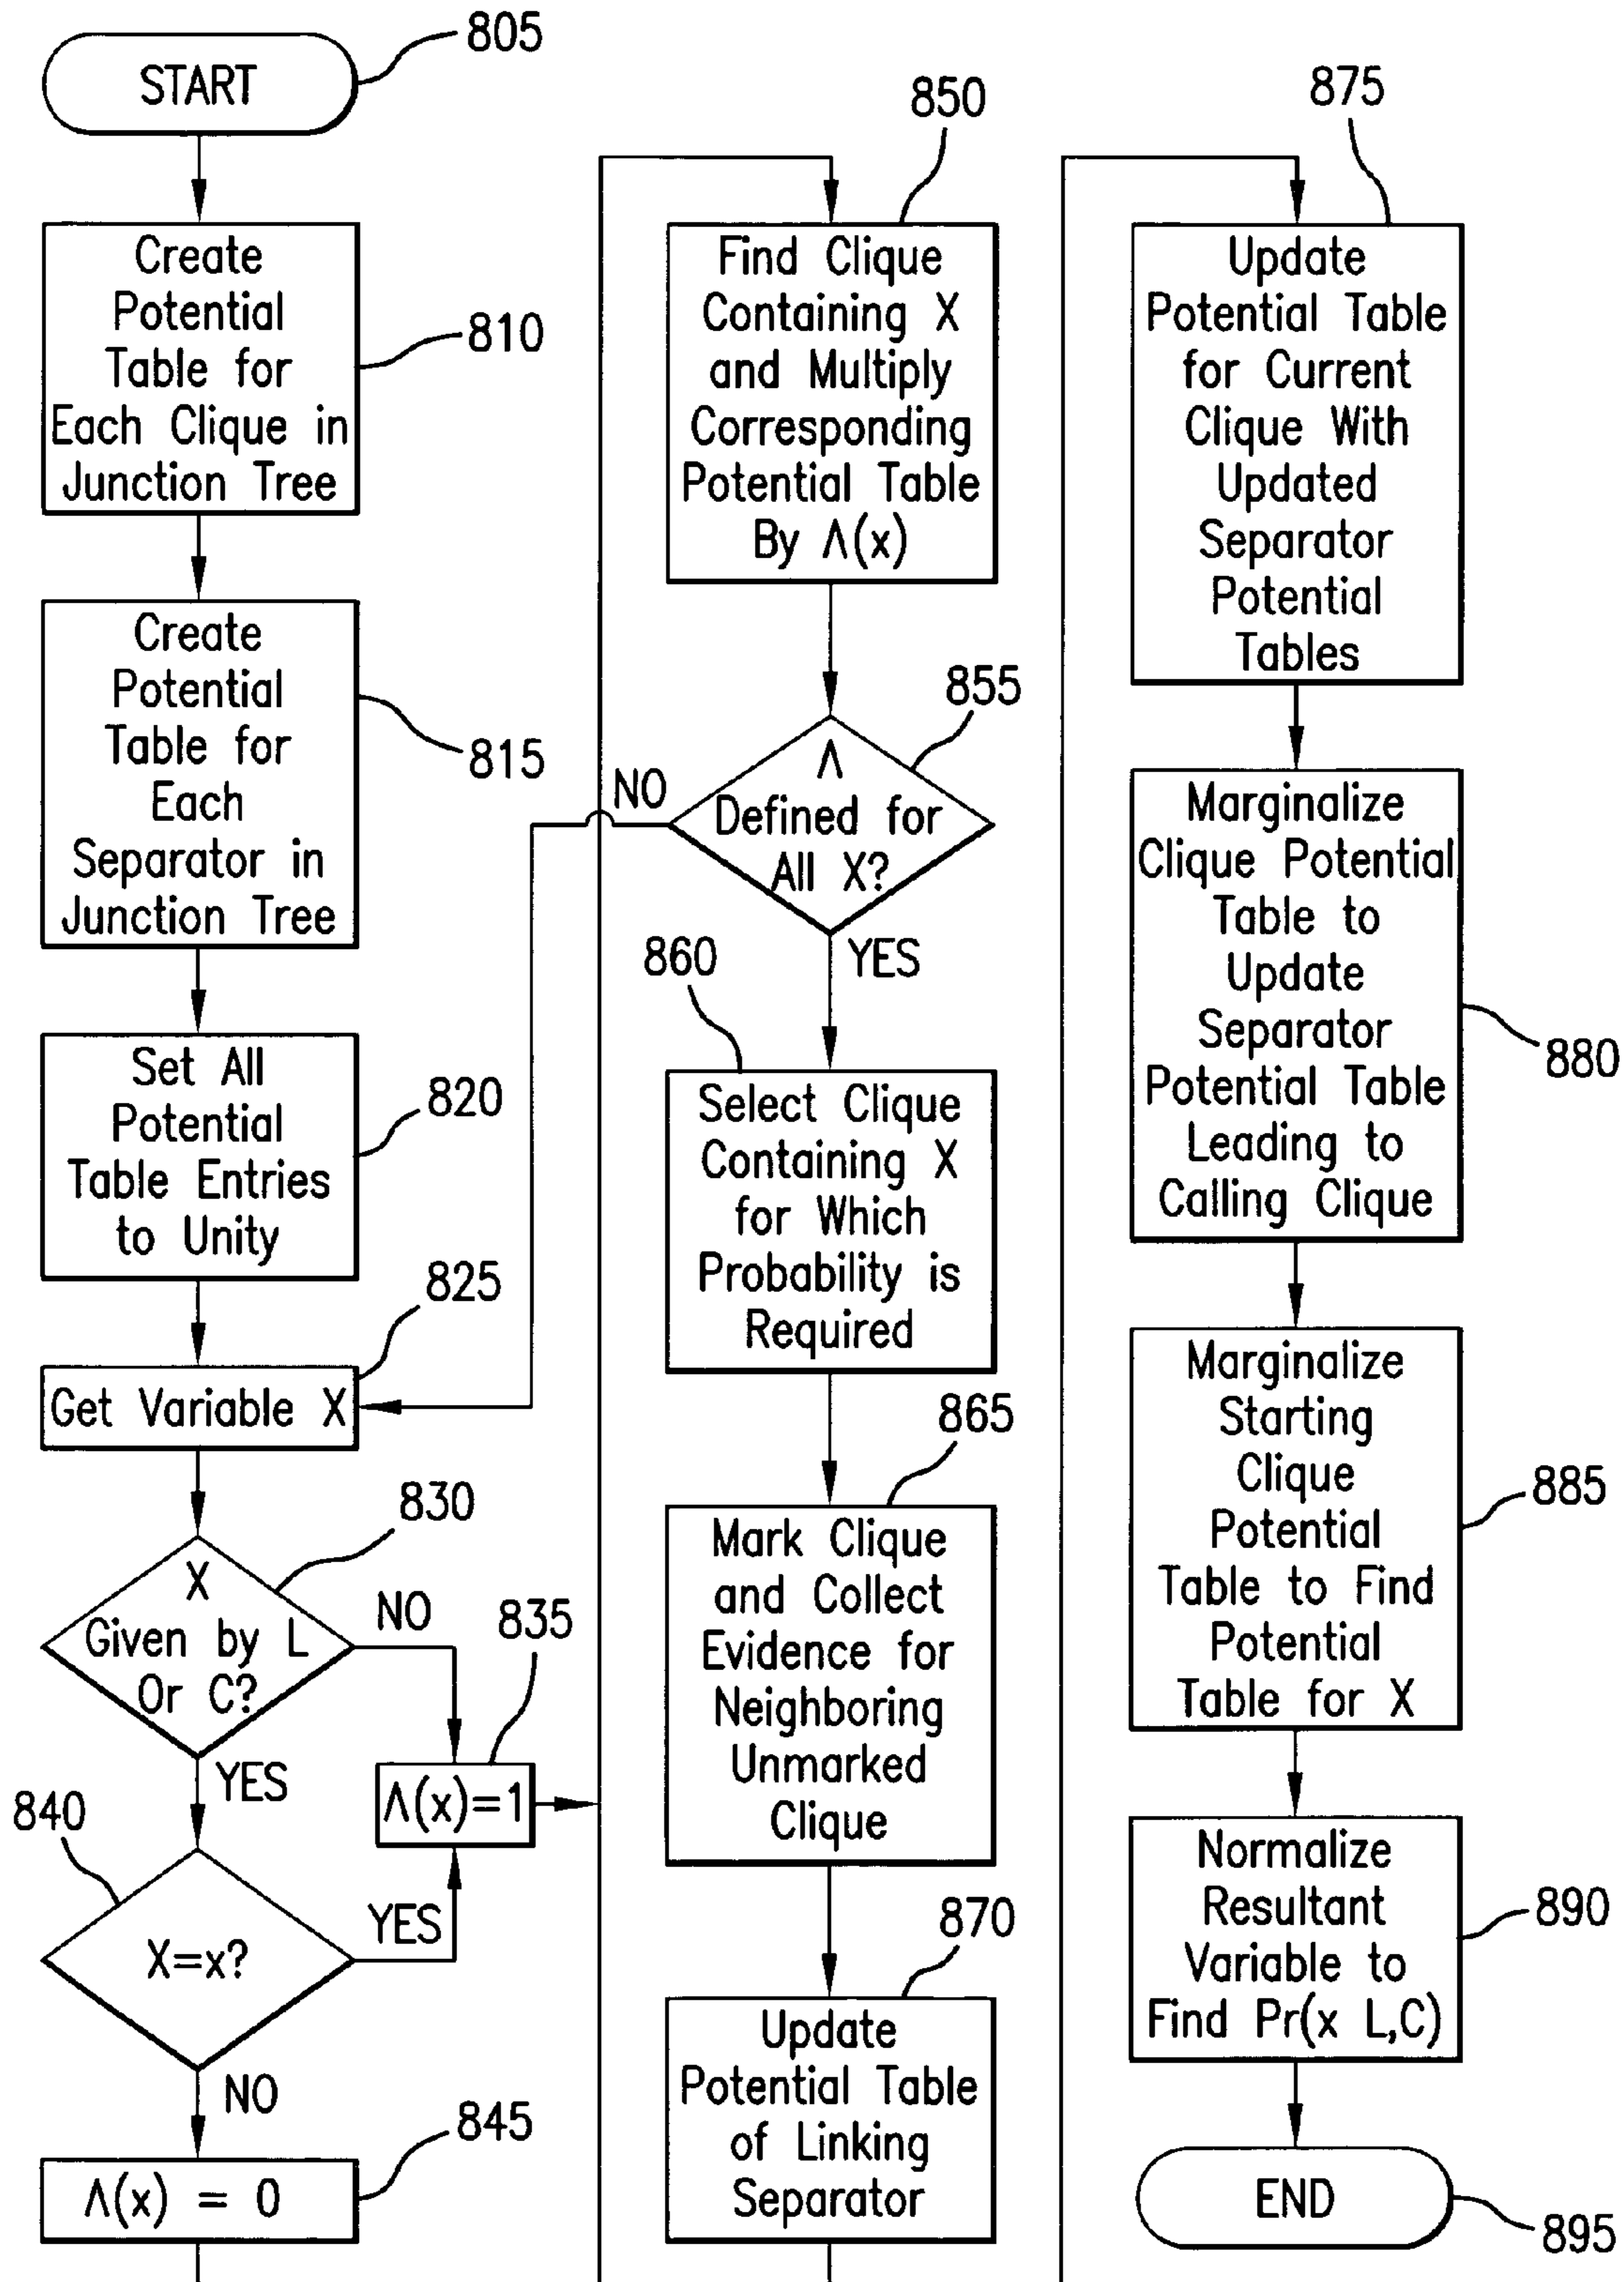 805
START
Create
Potential
Table for
Each Clique in
Junction Tree
810
Create
Potential
Table for
Each
Separator in
Junction Tree
815
Set All
Potential
Table Entries
to Unity
820
825
Get Variable X
830
X
Given by L
Or C?
NO
YES
835
Λ(x)=1
840
X=x?
YES
NO
845
Λ(x) = 0
850
Find Clique
Containing X
and Multiply
Corresponding
Potential Table
By Λ(x)
855
Λ
Defined for
All X?
NO
YES
860
Select Clique
Containing X
for Which
Probability is
Required
865
Mark Clique
and Collect
Evidence for
Neighboring
Unmarked
Clique
870
Update
Potential Table
of Linking
Separator
875
Update
Potential Table
for Current
Clique With
Updated
Separator
Potential
Tables
Marginalize
Clique Potential
Table to
Update
Separator
Potential Table
Leading to
Calling Clique
880
Marginalize
Starting
Clique
Potential
Table to Find
Potential
Table for X
885
Normalize
Resultant
Variable to
Find Pr(x L,C)
890
END
895